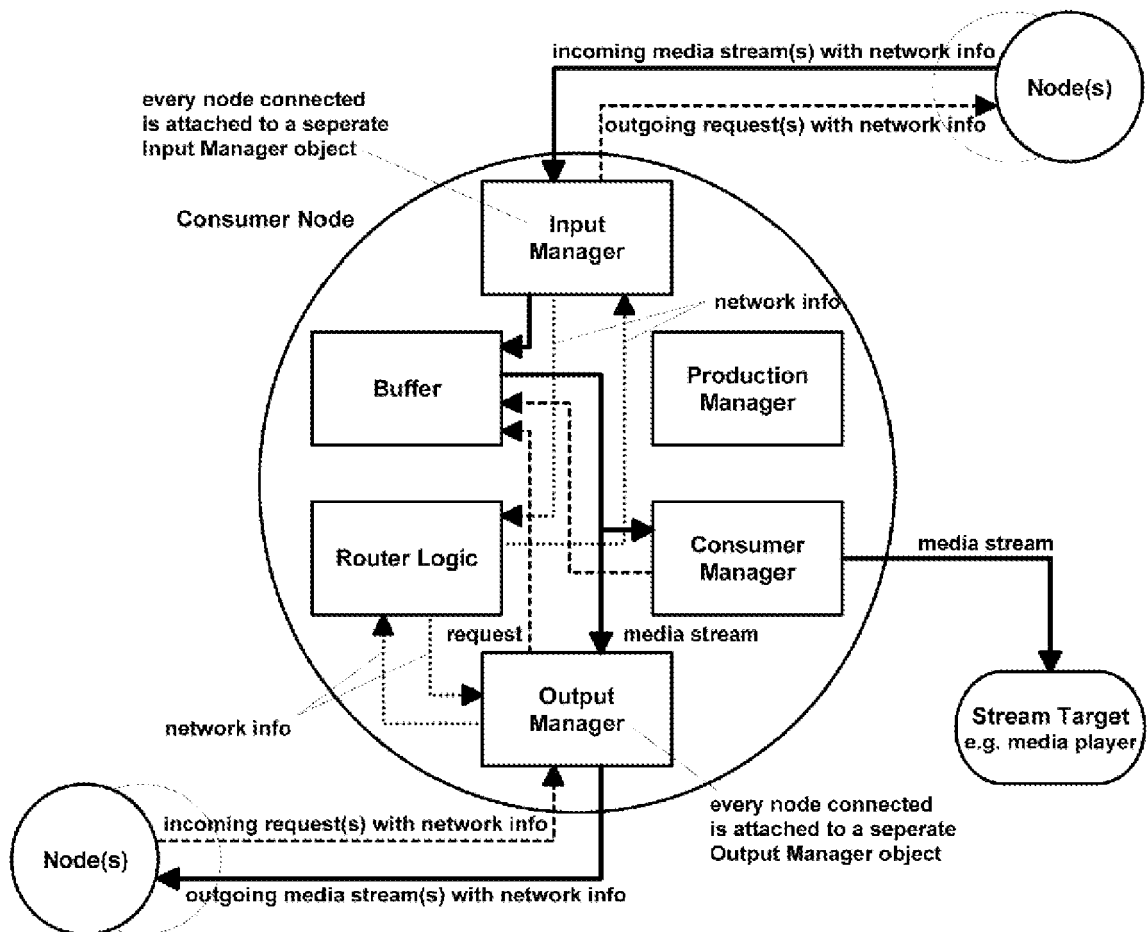 incoming media stream(s) with network info
Node(s)
every node connected
is attached to a seperate
Input Manager object
outgoing request(s) with network info
Consumer Node
Input
Manager
network info
Buffer
Production
Manager
Router Logic
Consumer
Manager
media stream
request
media stream
Output
Manager
network info
Stream Target
e.g. media player
every node connected
is attached to a seperate
Output Manager object
incoming request(s) with network info
Node(s)
outgoing media stream(s) with network info